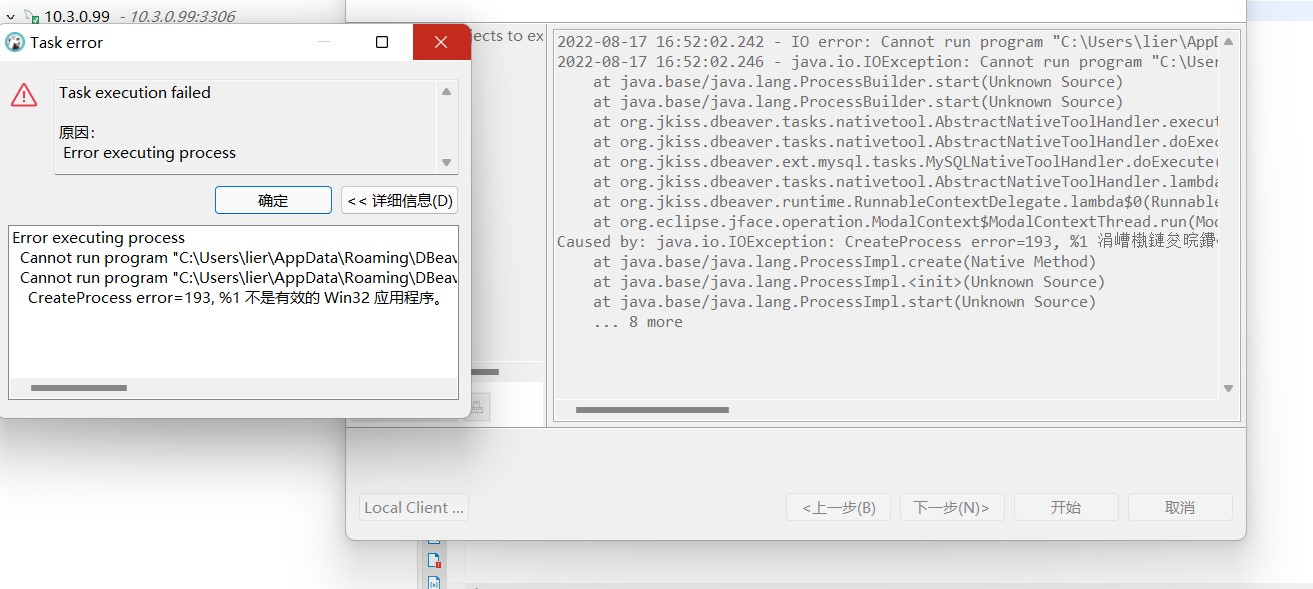 10.3.0.99 - 10.3.0.99:3306
Task error
Task execution failed
原因:
Error executing process
确定
<< 详细信息(D)
Error executing process
Cannot run program "C:\Users\lier\AppData\Roaming\DBeav
Cannot run program "C:\Users\lier\AppData\Roaming\DBeav
CreateProcess error=193, %1 不是有效的 Win32 应用程序。
jects to ex
2022-08-17 16:52:02.242 - IO error: Cannot run program "C:\Users\lier\AppD
2022-08-17 16:52:02.246 - java.io.IOException: Cannot run program "C:\User
at java.base/java.lang.ProcessBuilder.start(Unknown Source)
at java.base/java.lang.ProcessBuilder.start(Unknown Source)
at org.jkiss.dbeaver.tasks.nativetool.AbstractNativeToolHandler.execut
at org.jkiss.dbeaver.tasks.nativetool.AbstractNativeToolHandler.doExec
at org.jkiss.dbeaver.ext.mysql.tasks.MySQLNativeToolHandler.doExecute(
at org.jkiss.dbeaver.tasks.nativetool.AbstractNativeToolHandler.lambda
at org.jkiss.dbeaver.runtime.RunnableContextDelegate.lambda$0(Runnable
at org.eclipse.jface.operation.ModalContext$ModalContextThread.run(Mod
Caused by: java.io.IOException: CreateProcess error=193, %1
at java.base/java.lang.ProcessImpl.create(Native Method)
at java.base/java.lang.ProcessImpl.<init>(Unknown Source)
at java.base/java.lang.ProcessImpl.start(Unknown Source)
... 8 more
Local Client ...
<上一步(B)
下一步(N)>
开始
取消